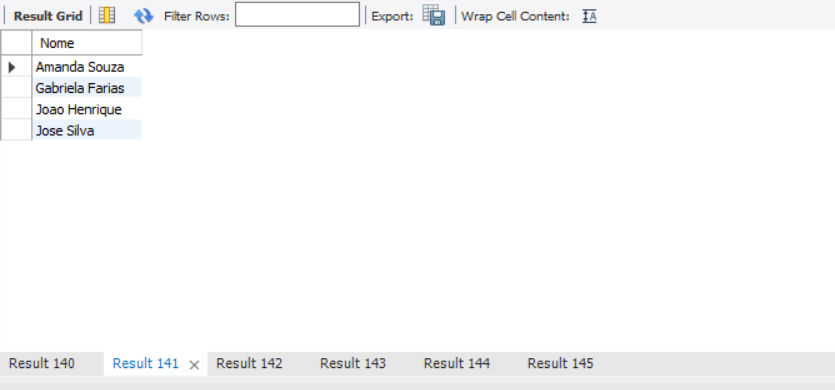 Result Grid Filter Rows: Export: Wrap Cell Content: IA
Nome
Amanda Souza
Gabriela Farias
Joao Henrique
Jose Silva
Result 140 Result 141 × Result 142 Result 143 Result 144 Result 145